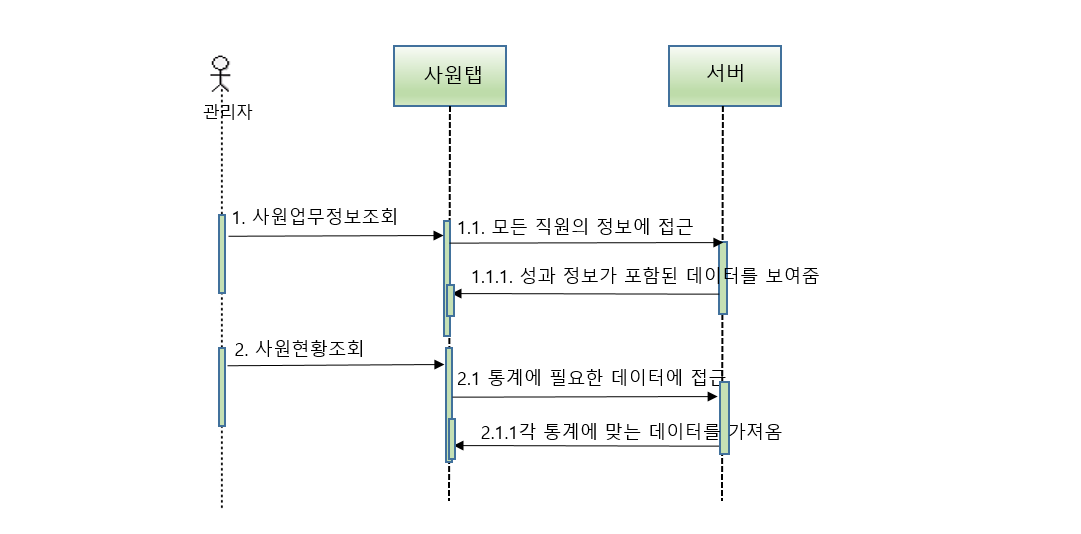 사원탭
서버
관리자
1. 사원업무정보조회
1.1. 모든 직원의 정보에 접근
1.1.1. 성과 정보가 포함된 데이터를 보여줌
2. 사원현황조회
2.1 통계에 필요한 데이터에 접근
2.1.1각 통계에 맞는 데이터를 가져옴